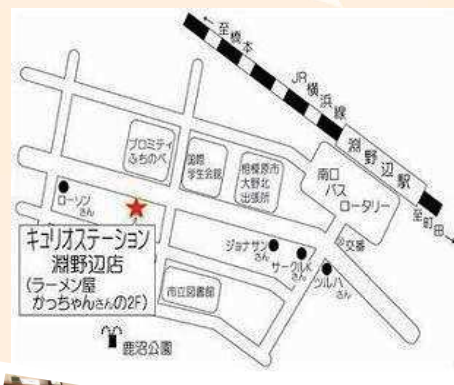 ←至橋本
JR横浜線
淵野辺駅
至町田→
南口
バス
ロータリー
交番
プロミティ
ふちのべ
国際
学生会館
相模原市
大野北
出張所
ローソン
さん
キュリオステーション
淵野辺店
(ラーメン屋
かっちゃんさんの2F)
ジョナサン
さん
サークルK
さん
ツルハ
さん
市立図書館
鹿沼公園